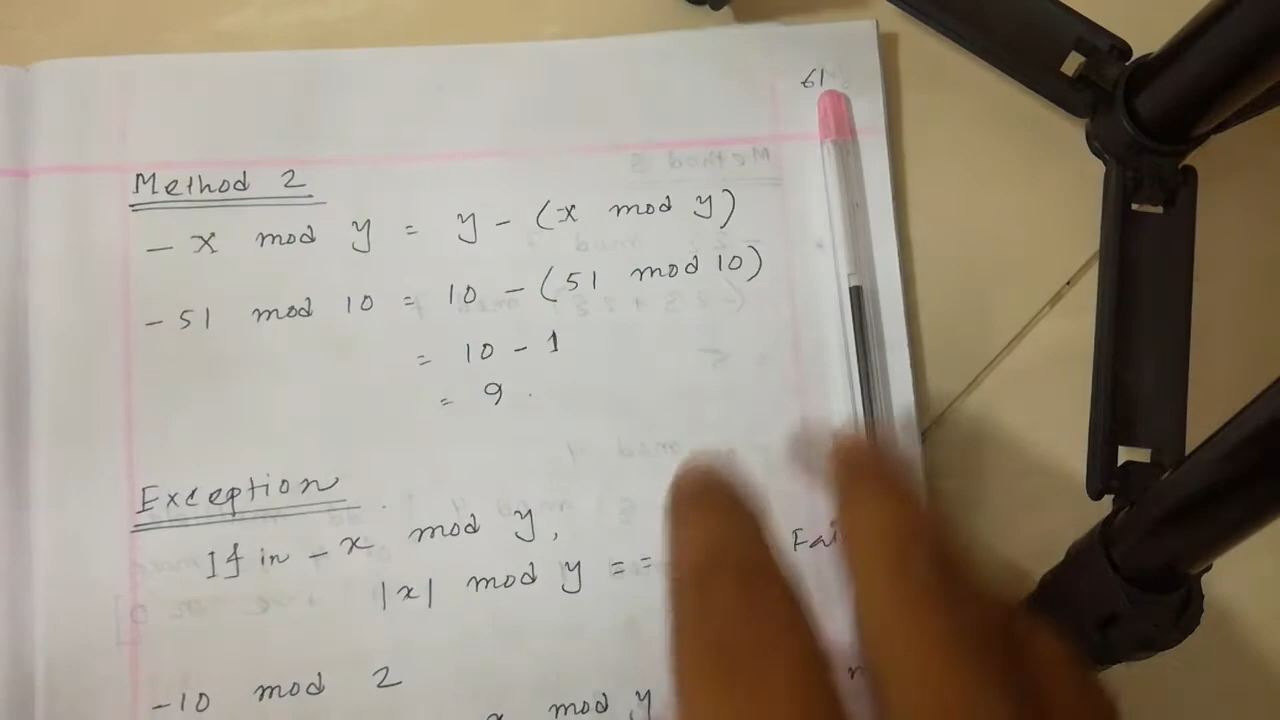 61
Method 2
- x mod y = y - (x mod y)
- 51 mod 10 = 10 - (51 mod 10)
= 10 - 1
= 9.
Exception.
If in - x mod y,
|x| mod y ==
-10 mod 2
x mod y